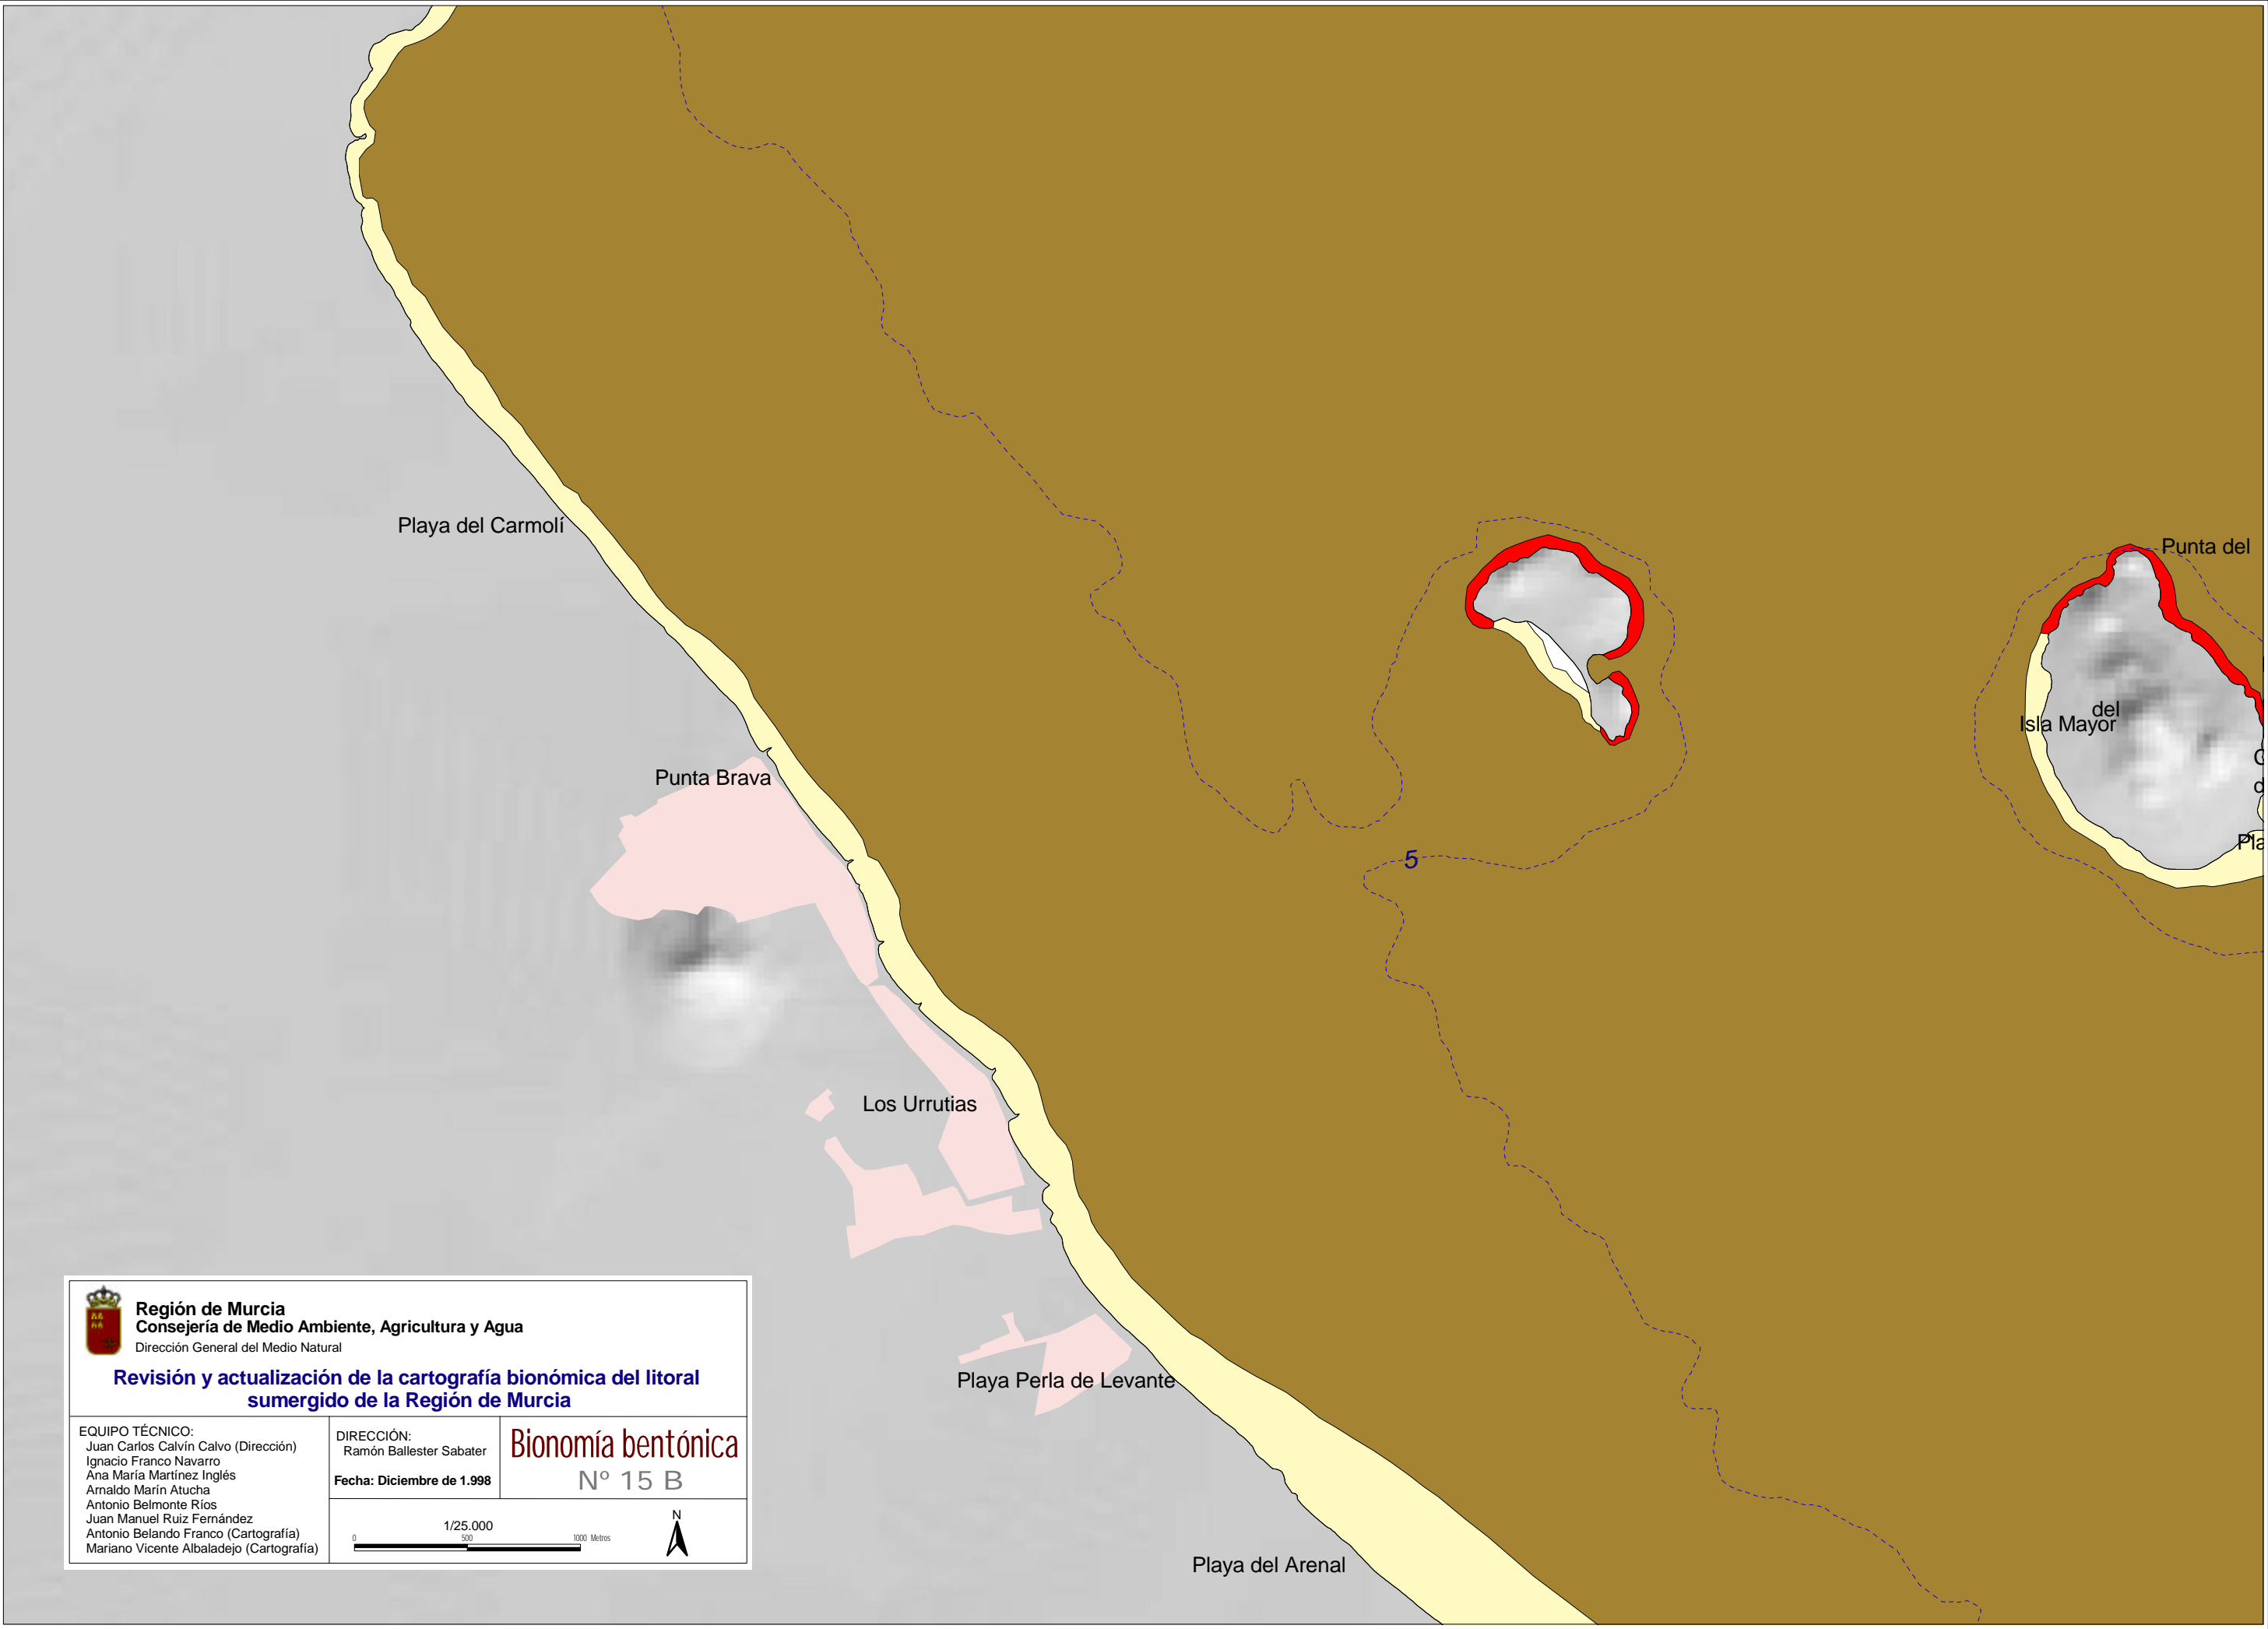 Playa del Carmolí
Punta del
del
Isla Mayor
Punta Brava
5
Los Urrutias
Playa Perla de Levante
Playa del Arenal
Región de Murcia
Consejería de Medio Ambiente, Agricultura y Agua
Dirección General del Medio Natural
Revisión y actualización de la cartografía bionómica del litoral
sumergido de la Región de Murcia
EQUIPO TÉCNICO:
Juan Carlos Calvín Calvo (Dirección)
Ignacio Franco Navarro
Ana María Martínez Inglés
Arnaldo Marín Atucha
Antonio Belmonte Ríos
Juan Manuel Ruiz Fernández
Antonio Belando Franco (Cartografía)
Mariano Vicente Albaladejo (Cartografía)
DIRECCIÓN:
Ramón Ballester Sabater
Fecha: Diciembre de 1.998
Bionomía bentónica
Nº 15 B
1/25.000
0 500 1000 Metros
N